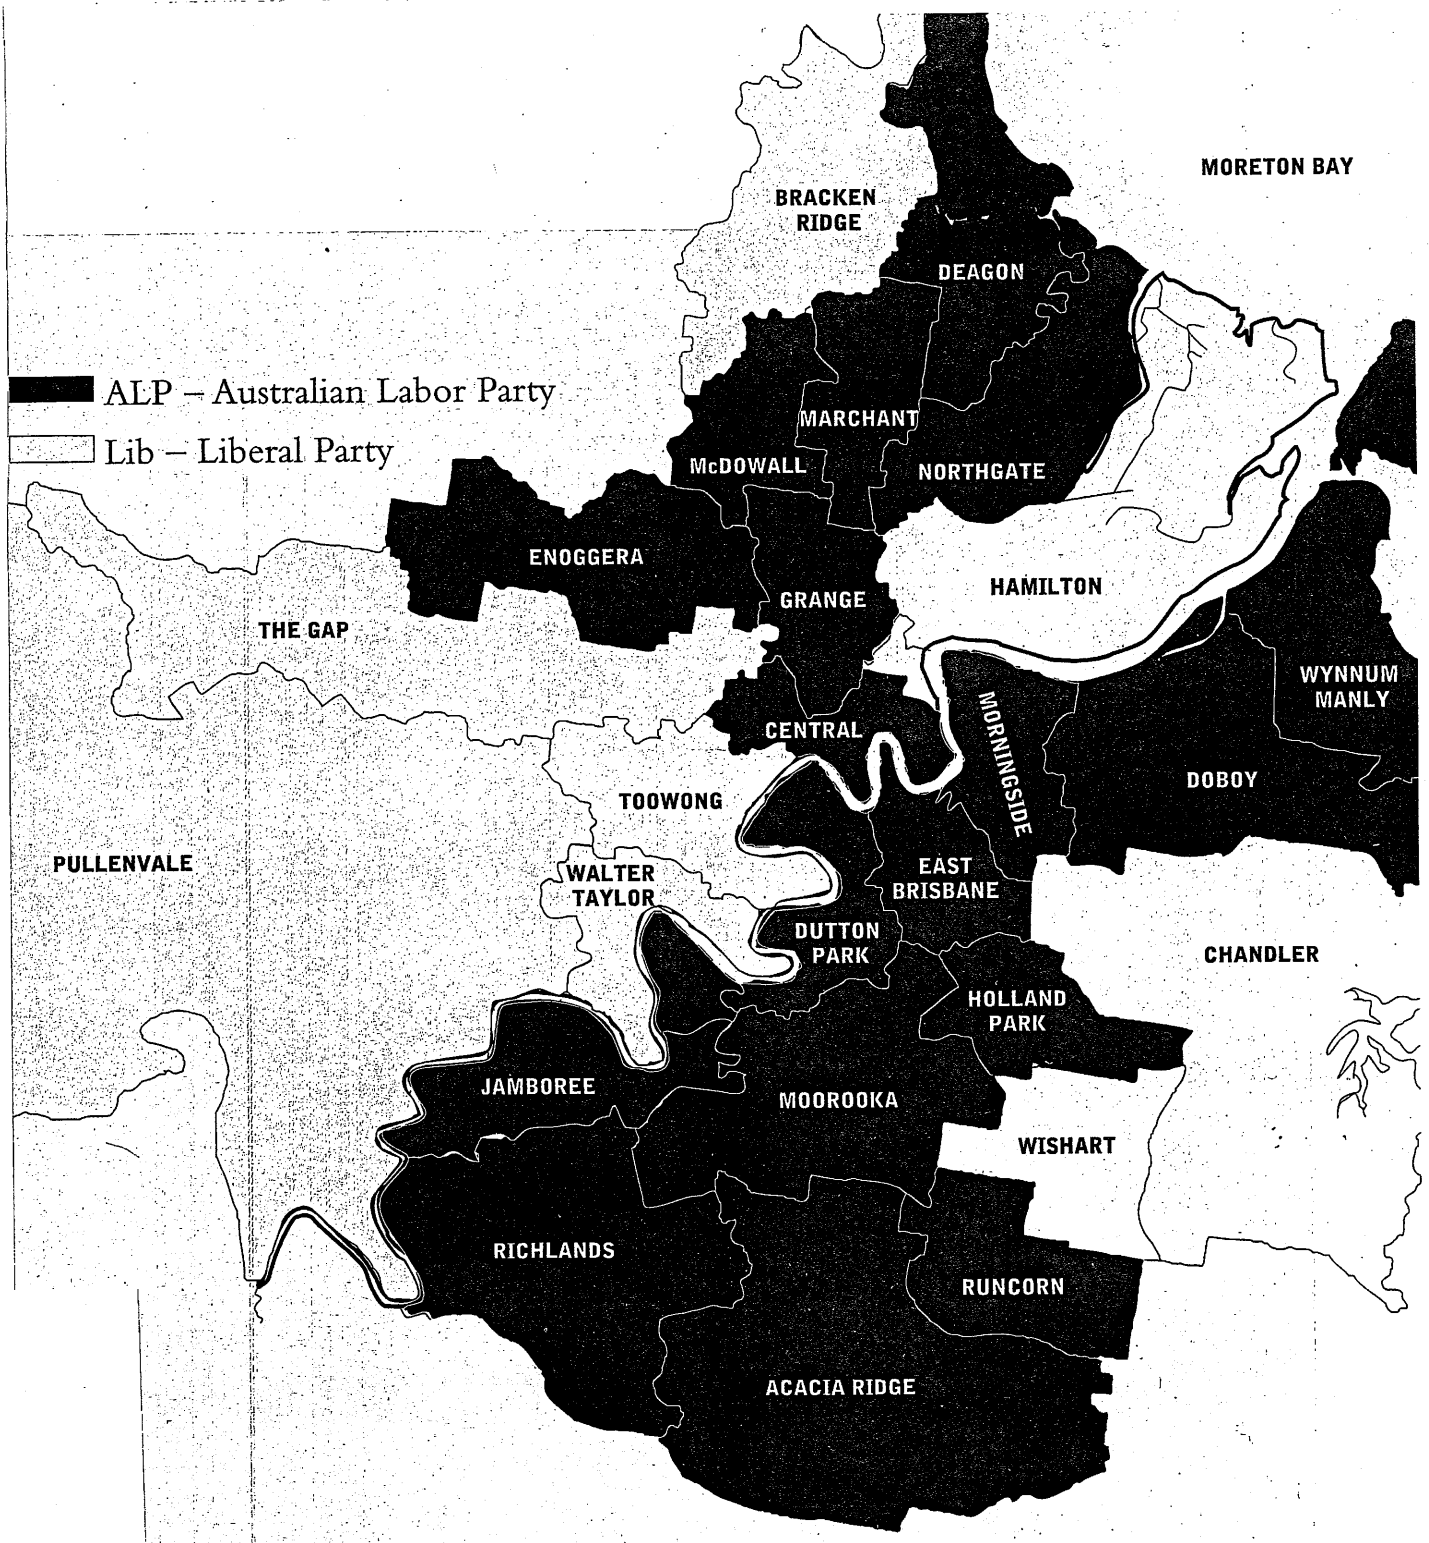 MORETON BAY
BRACKEN
RIDGE
DEAGON
ALP – Australian Labor Party
MARCHANT
Lib – Liberal Party
McDOWALL
NORTHGATE
ENOGGERA
HAMILTON
GRANGE
THE GAP
WYNNUM
MANLY
CENTRAL
MORNINGSIDE
DOBOY
TOOWONG
PULLENVALE
WALTER
TAYLOR
EAST
BRISBANE
DUTTON
PARK
CHANDLER
HOLLAND
PARK
JAMBOREE
MOOROOKA
WISHART
RICHLANDS
RUNCORN
ACACIA RIDGE